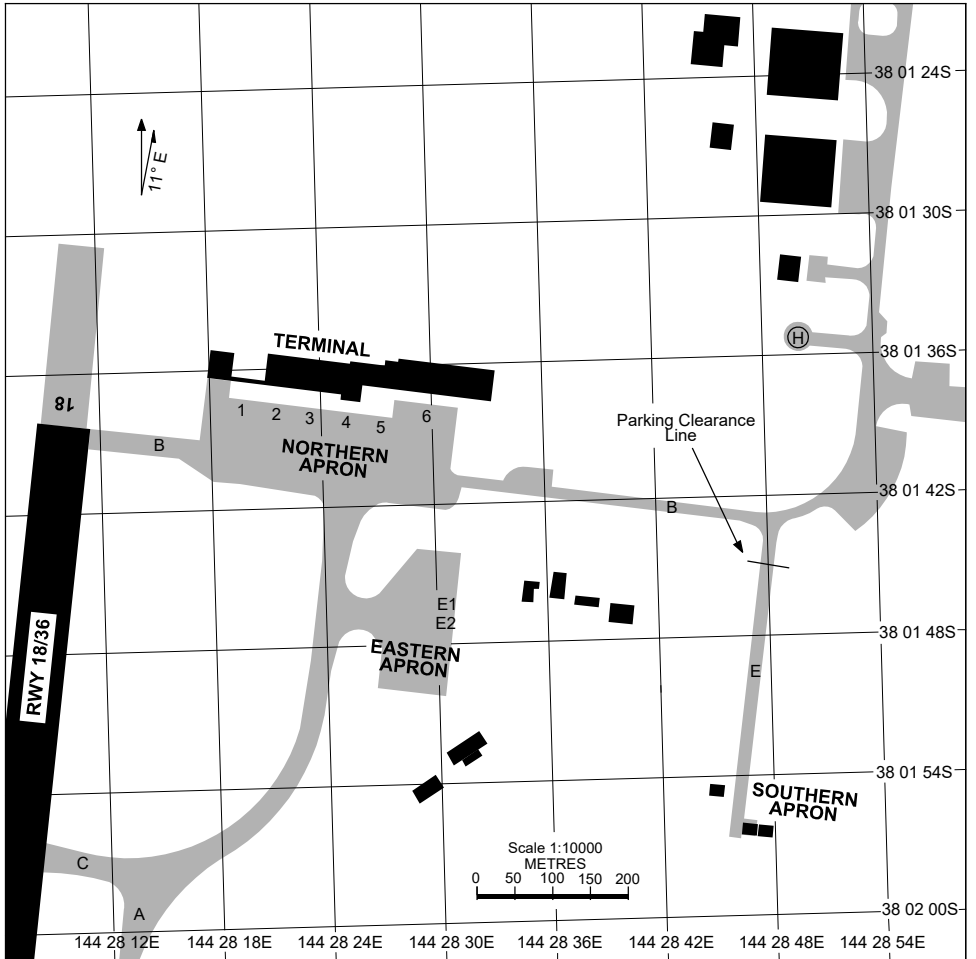 38 01 24S
11° E
38 01 30S
H
TERMINAL
38 01 36S
18
1 2 3 4 5 6
Parking Clearance
Line
B
NORTHERN
APRON
38 01 42S
B
E1
E2
38 01 48S
EASTERN
APRON
RWY 18/36
E
38 01 54S
SOUTHERN
APRON
Scale 1:10000
METRES
0 50 100 150 200
C
A
38 02 00S
144 28 12E 144 28 18E 144 28 24E 144 28 30E 144 28 36E 144 28 42E 144 28 48E 144 28 54E